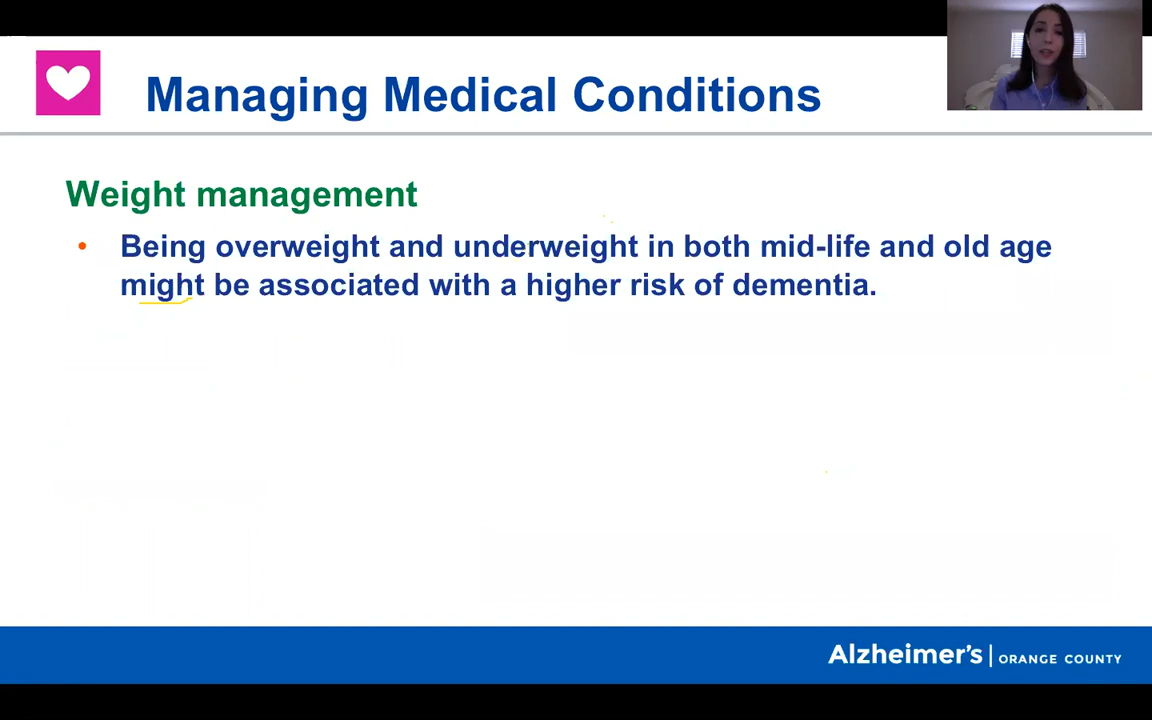 Managing Medical Conditions
Weight management
• Being overweight and underweight in both mid-life and old age
might be associated with a higher risk of dementia.
Alzheimer's | ORANGE COUNTY